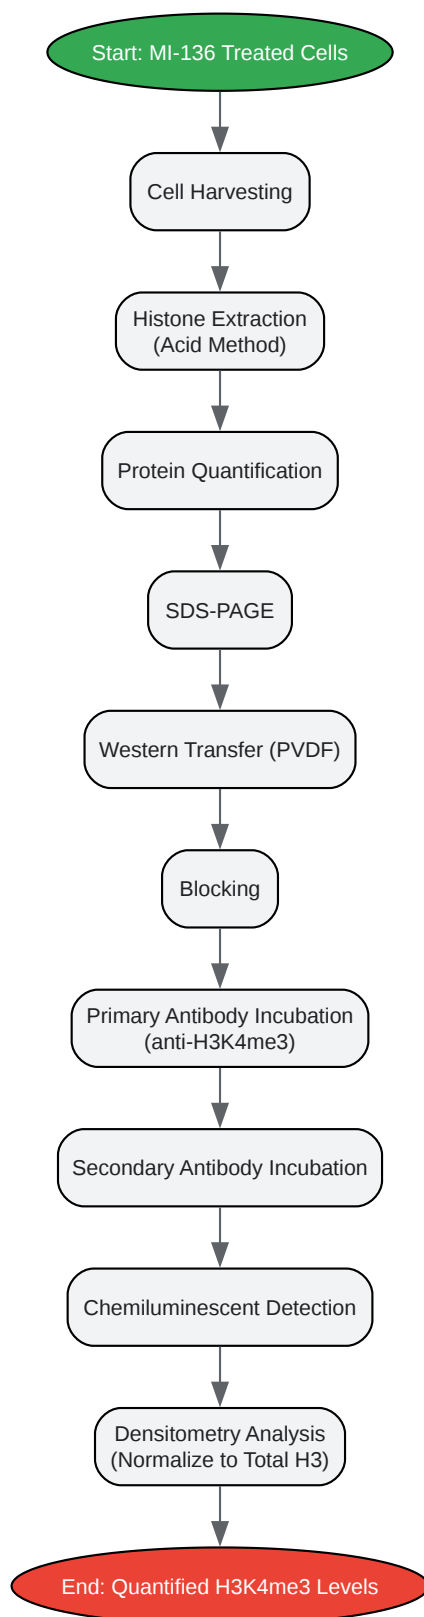 Start: MI-136 Treated Cells
Cell Harvesting
Histone Extraction
(Acid Method)
Protein Quantification
SDS-PAGE
Western Transfer (PVDF)
Blocking
Primary Antibody Incubation
(anti-H3K4me3)
Secondary Antibody Incubation
Chemiluminescent Detection
Densitometry Analysis
(Normalize to Total H3)
End: Quantified H3K4me3 Levels